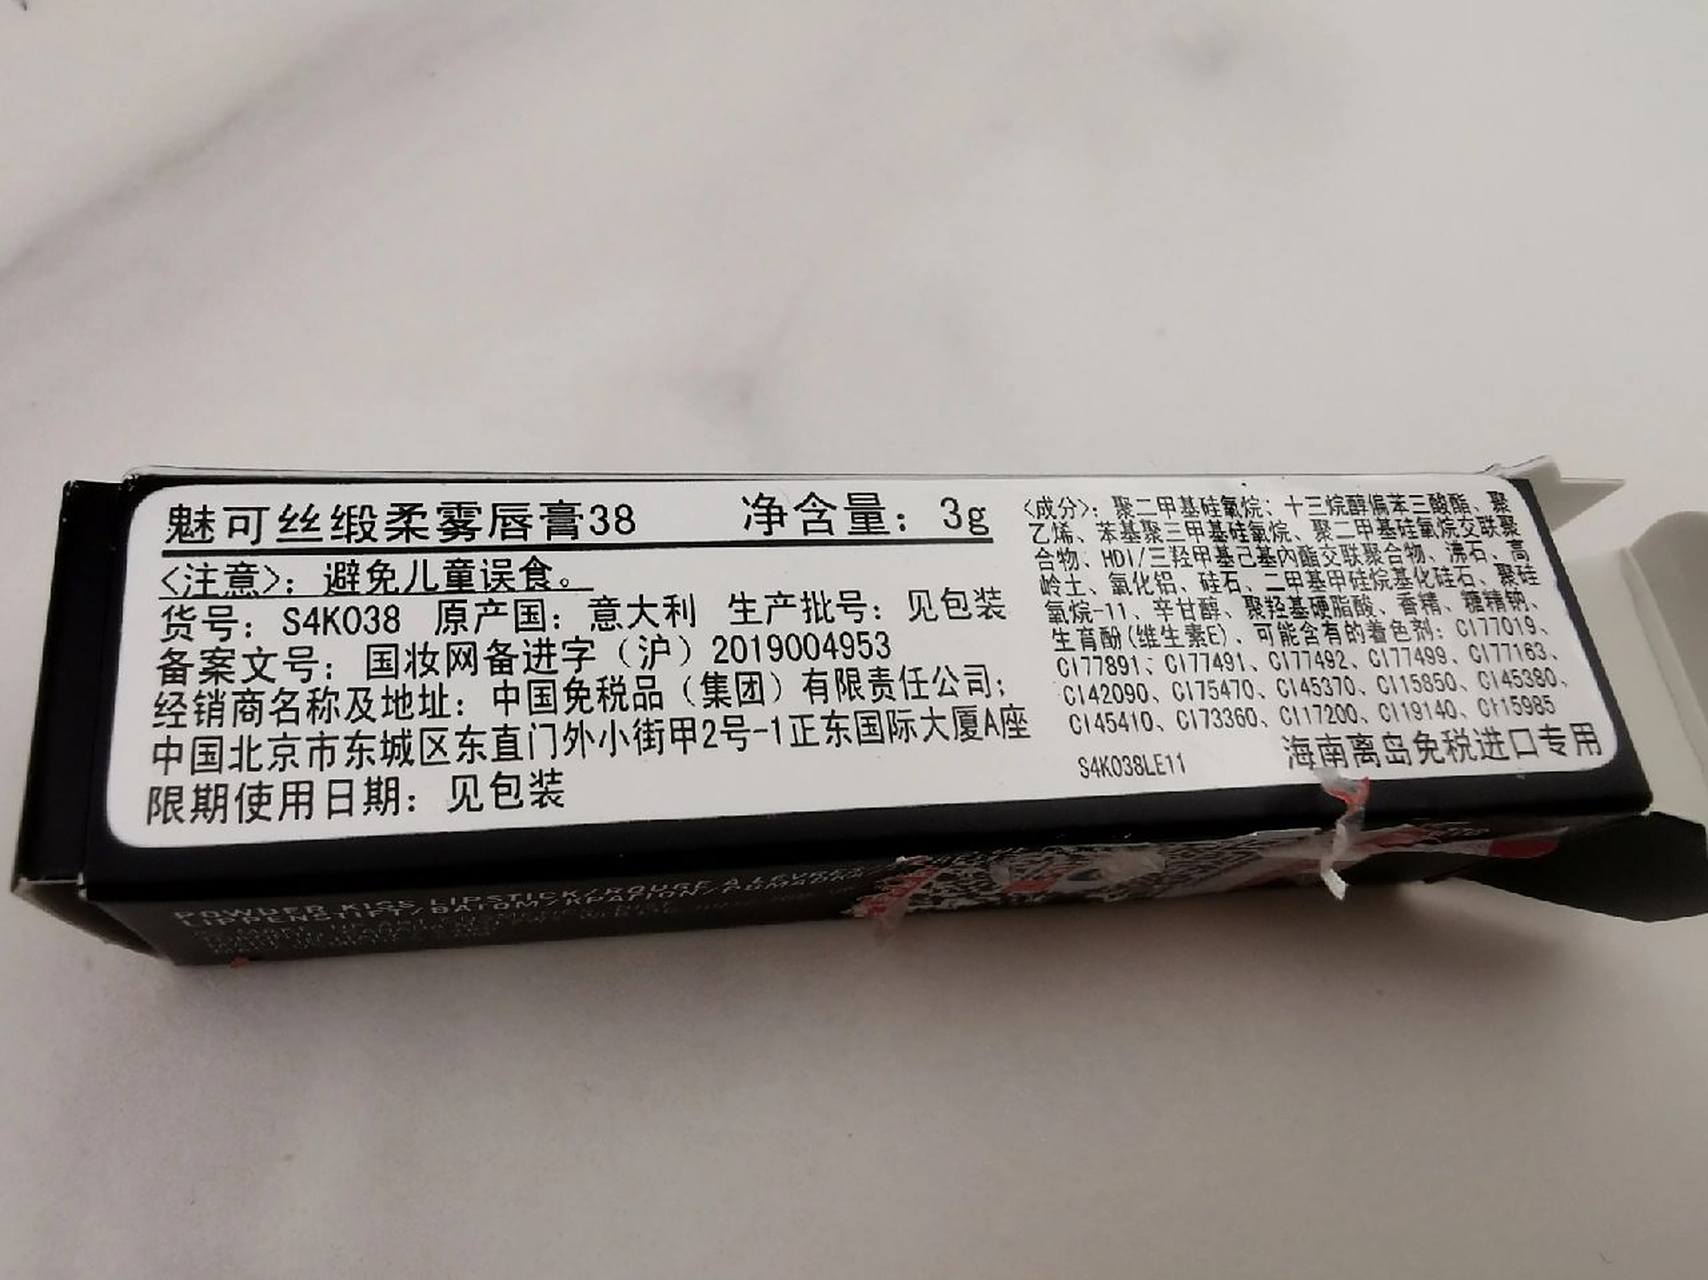 魅可丝缎柔雾唇膏38 净含量：3g
<注意>：避免儿童误食。
货号：S4K038 原产国：意大利 生产批号：见包装
备案文号：国妆网备进字（沪）2019004953
经销商名称及地址：中国免税品（集团）有限责任公司；
中国北京市东城区东直门外小街甲2号-1正东国际大厦A座
限期使用日期：见包装
<成分>：聚二甲基硅氧烷；十三烷醇偏苯三酸酯、聚
乙烯、苯基聚三甲基硅氧烷、聚二甲基硅氧烷交联聚
合物、HDI/三羟甲基己基内酯交联聚合物、沸石、高
岭土、氧化铝、硅石、二甲基甲硅烷基化硅石、聚硅
氧烷-11、辛甘醇、聚羟基硬脂酸、香精、糖精钠、
生育酚(维生素E)、可能含有的着色剂：CI77019、
CI77891、CI77491、CI77492、CI77499、CI77163、
CI42090、CI75470、CI45370、CI15850、CI45380、
CI45410、CI73360、CI17200、CI19140、CI15985
S4K038LE11 海南离岛免税进口专用
POWDER KISS LIPSTICK/ROUGE A LEVRES
LIPPENSTIFT/BATOM/КРАПІОН/POMADKA